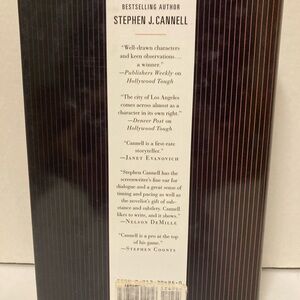 BESTSELLING AUTHOR
STEPHEN J. CANNELL
"Well-drawn characters
and keen observations....
a winner."
—Publishers Weekly on
Hollywood Tough
"The city of Los Angeles
comes across almost as a
character in its own right."
—Denver Post on
Hollywood Tough
"Cannell is a first-rate
storyteller."
—JANET EVANOVICH
"Stephen Cannell has the
screenwriter's fine ear for
dialogue and a great sense of
timing and pacing as well as
the novelist's gift of sub-
stance and subtlety. Cannell
likes to write, and it shows."
—NELSON DEMILLE
"Cannell is a pro at the top
of his game."
—STEPHEN COONTS